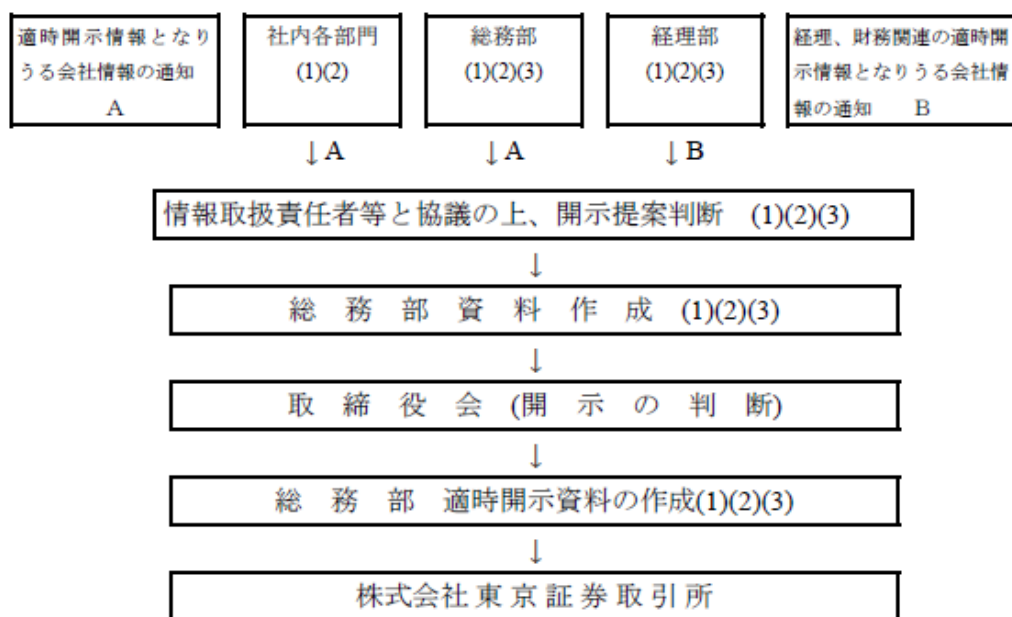 適時開示情報となり
うる会社情報の通知
A
社内各部門
(1)(2)
総務部
(1)(2)(3)
経理部
(1)(2)(3)
経理、財務関連の適時開
示情報となりうる会社情
報の通知 B
↓A
↓A
↓B
情報取扱責任者等と協議の上、開示提案判断 (1)(2)(3)
↓
総 務 部 資 料 作 成 (1)(2)(3)
↓
取 締 役 会 (開 示 の 判 断)
↓
総 務 部 適時開示資料の作成(1)(2)(3)
↓
株式会社東京証券取引所